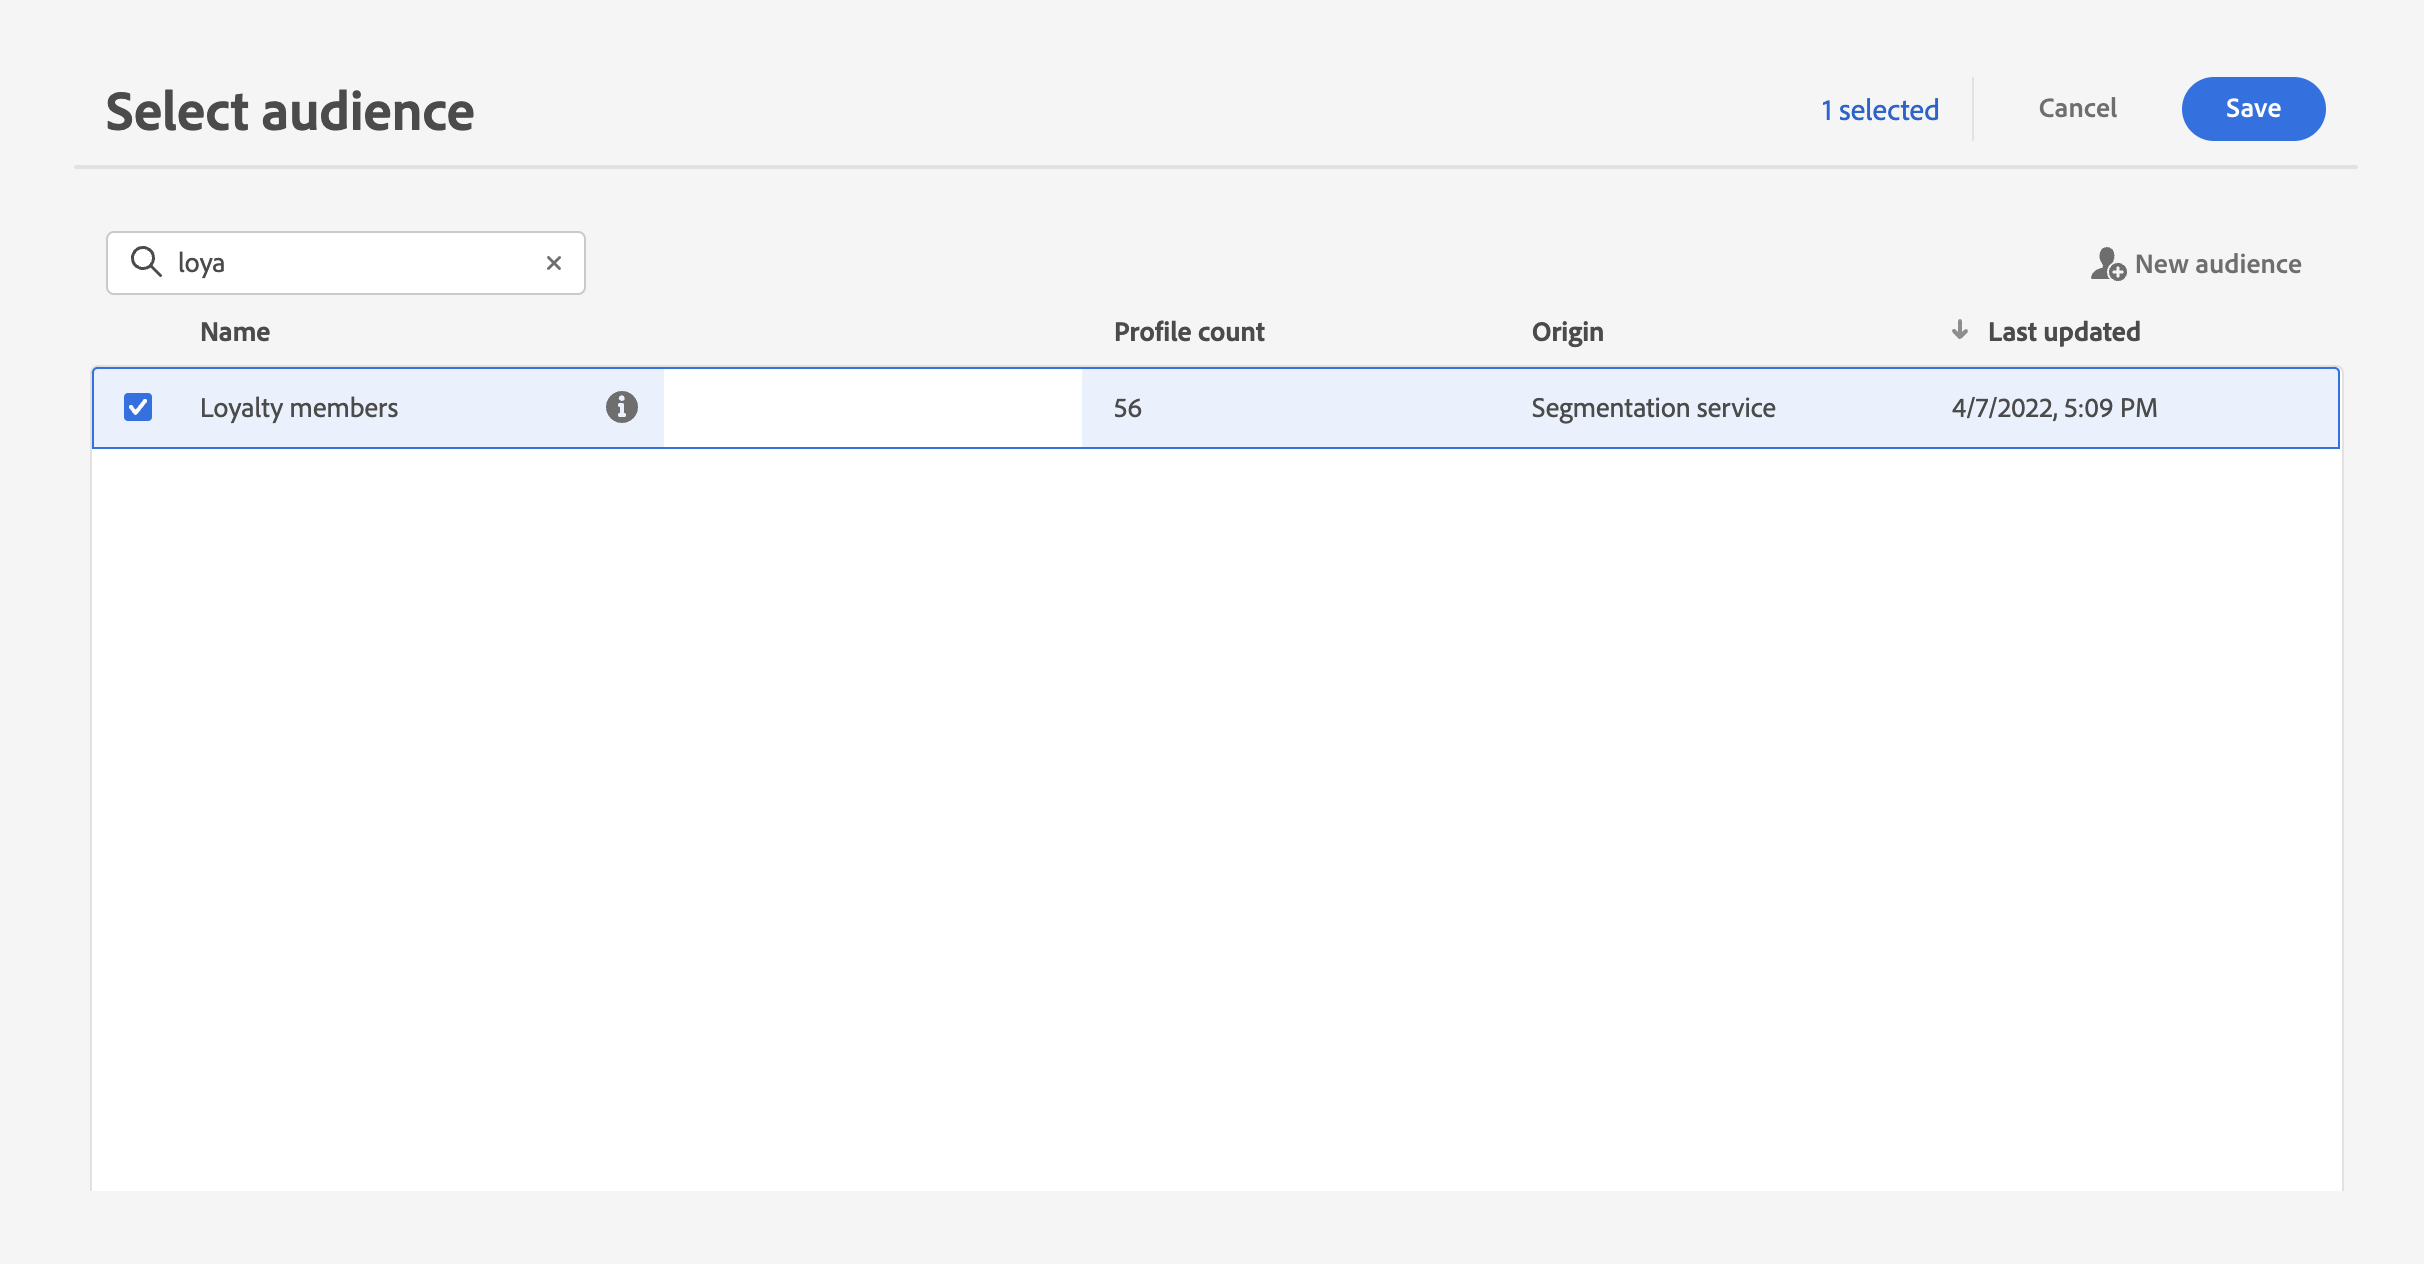 Select audience
1 selected
Cancel
Save
loya
New audience
Name
Profile count
Origin
Last updated
Loyalty members
56
Segmentation service
4/7/2022, 5:09 PM